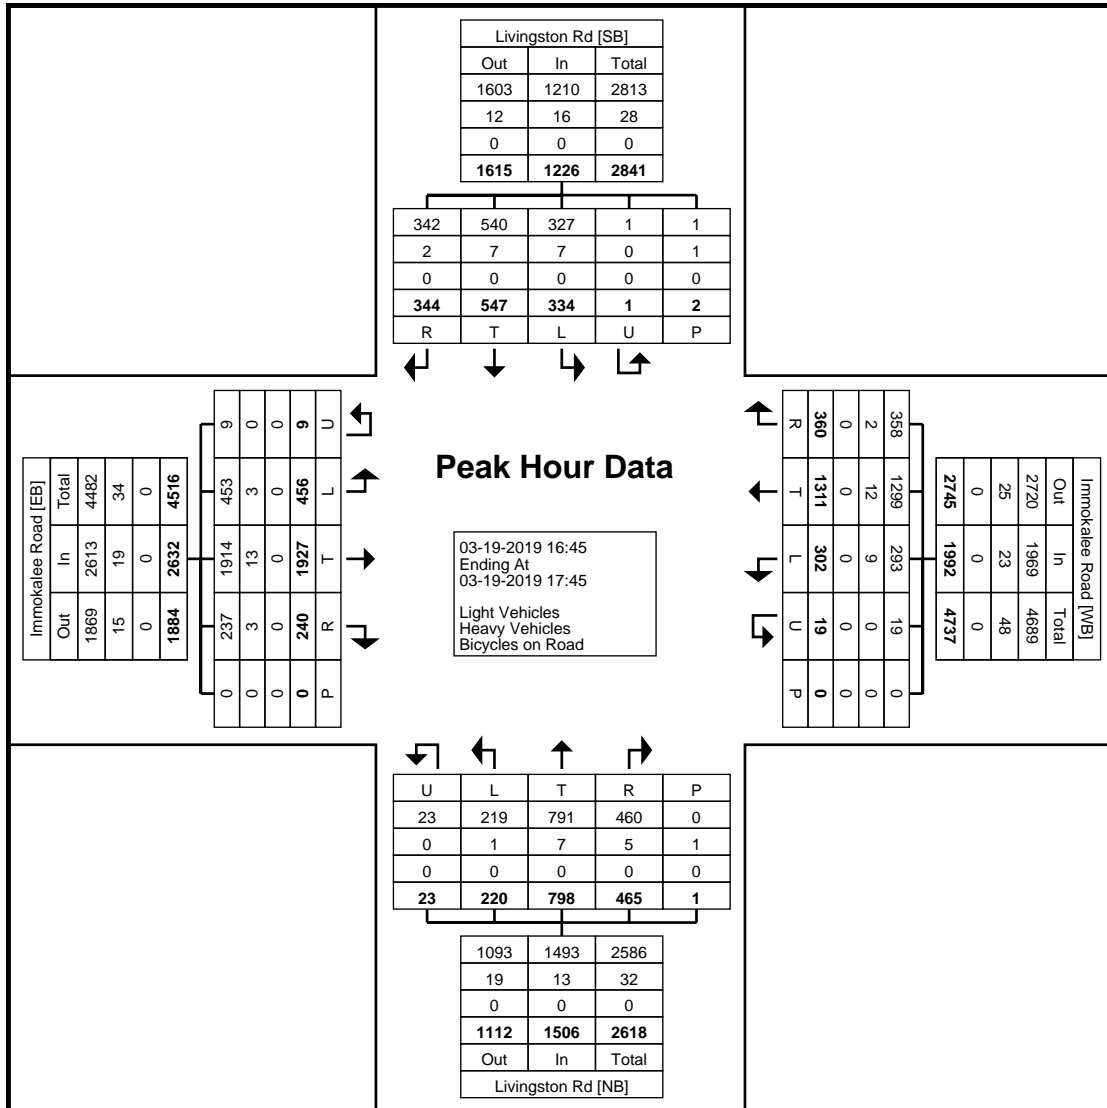 Livingston Rd [SB]
Out In Total
1603 1210 2813
12 16 28
0 0 0
1615 1226 2841
342 540 327 1 1
2 7 7 0 1
0 0 0 0 0
344 547 334 1 2
R T L U P
Immokalee Road [EB]
Total In Out
4482 2613 1869
34 19 15
0 0 0
4516 2632 1884
9 453 1914 237 0
0 3 13 3 0
0 0 0 0 0
9 456 1927 240 0
U L T R P
Peak Hour Data
03-19-2019 16:45
Ending At
03-19-2019 17:45
Light Vehicles
Heavy Vehicles
Bicycles on Road
Immokalee Road [WB]
Out In Total
2720 1969 4689
25 23 48
0 0 0
2745 1992 4737
358 1299 293 19 0
2 12 9 0 0
0 0 0 0 0
360 1311 302 19 0
R T L U P
U L T R P
23 219 791 460 0
0 1 7 5 1
0 0 0 0 0
23 220 798 465 1
1093 1493 2586
19 13 32
0 0 0
1112 1506 2618
Out In Total
Livingston Rd [NB]